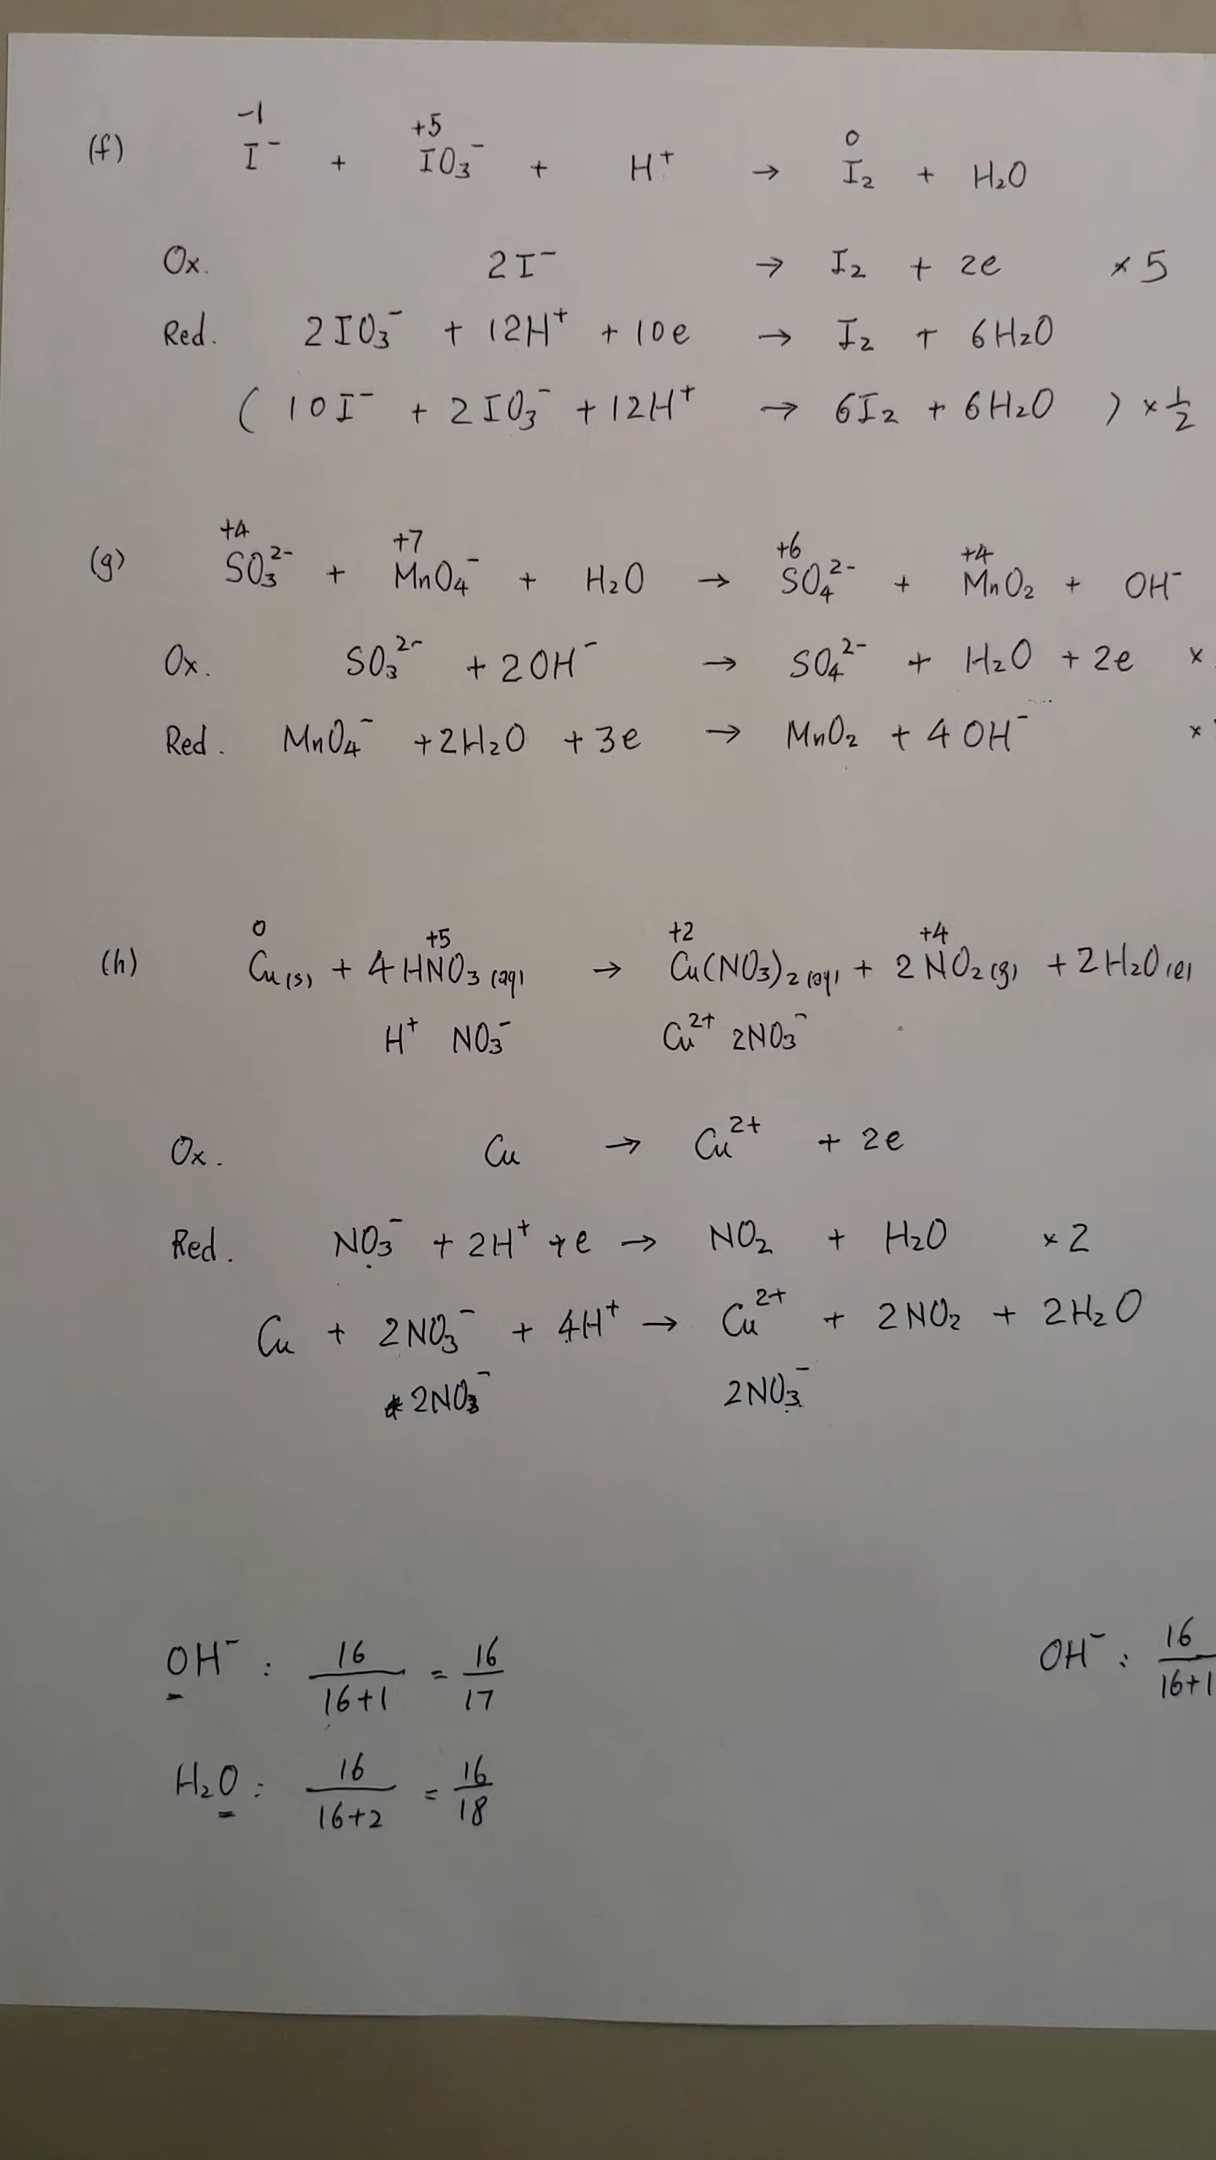 -1 +5 0
(f) I⁻ + IO₃⁻ + H⁺ → I₂ + H₂O
Ox. 2I⁻ → I₂ + 2e × 5
Red. 2IO₃⁻ + 12H⁺ + 10e → I₂ + 6H₂O
( 10I⁻ + 2IO₃⁻ + 12H⁺ → 6I₂ + 6H₂O ) × 1/2
+4 +7 +6 +4
(g) SO₃²⁻ + MnO₄⁻ + H₂O → SO₄²⁻ + MnO₂ + OH⁻
Ox. SO₃²⁻ + 2OH⁻ → SO₄²⁻ + H₂O + 2e ×
Red. MnO₄⁻ + 2H₂O + 3e → MnO₂ + 4OH⁻ ×
0 +5 +2 +4
(h) Cu(s) + 4HNO₃(aq) → Cu(NO₃)₂(aq) + 2NO₂(g) + 2H₂O(l)
H⁺ NO₃⁻ Cu²⁺ 2NO₃⁻
Ox. Cu → Cu²⁺ + 2e
Red. NO₃⁻ + 2H⁺ + e → NO₂ + H₂O × 2
Cu + 2NO₃⁻ + 4H⁺ → Cu²⁺ + 2NO₂ + 2H₂O
2NO₃⁻ 2NO₃⁻
OH⁻ : 16/(16+1) = 16/17 OH⁻ : 16/(16+1
H₂O : 16/(16+2) = 16/18